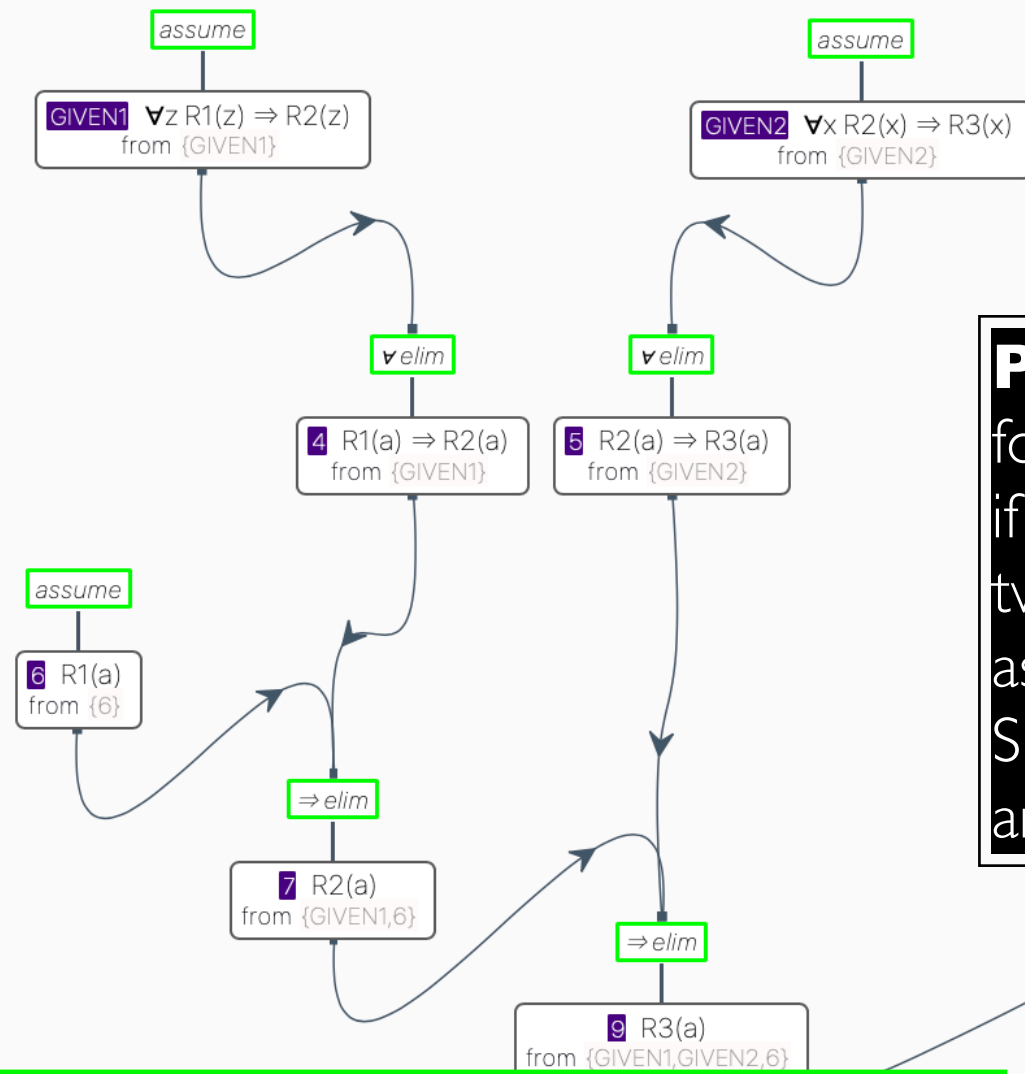 assume
assume
GIVEN1 ∀z R1(z) ⇒ R2(z)
from {GIVEN1}
GIVEN2 ∀x R2(x) ⇒ R3(x)
from {GIVEN2}
∀ elim
∀ elim
4 R1(a) ⇒ R2(a)
from {GIVEN1}
5 R2(a) ⇒ R3(a)
from {GIVEN2}
assume
6 R1(a)
from {6}
⇒ elim
7 R2(a)
from {GIVEN1,6}
⇒ elim
9 R3(a)
from {GIVEN1,GIVEN2,6}
if